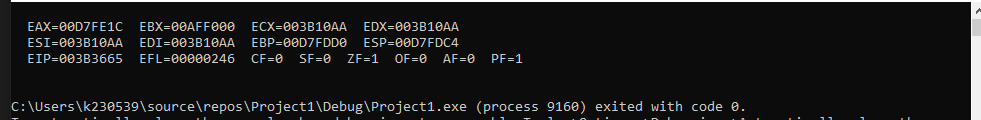 EAX=00D7FE1C EBX=00AFF000 ECX=003B10AA EDX=003B10AA
ESI=003B10AA EDI=003B10AA EBP=00D7FDD0 ESP=00D7FDC4
EIP=003B3665 EFL=00000246 CF=0 SF=0 ZF=1 OF=0 AF=0 PF=1
C:\Users\k230539\source\repos\Project1\Debug\Project1.exe (process 9160) exited with code 0.